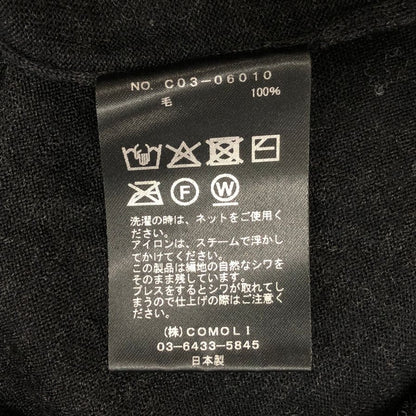 NO. C03-06010
毛 100%
F W
洗濯の時は、ネットをご使用く
ださい。
アイロンは、スチームで浮かし
てかけてください。
この製品は編地の自然なシワを
そのまま残しています。
プレスをするとシワが取れてし
まうので仕上げの際はご注意く
ださい。
(株) COMOLI
03-6433-5845
日本製